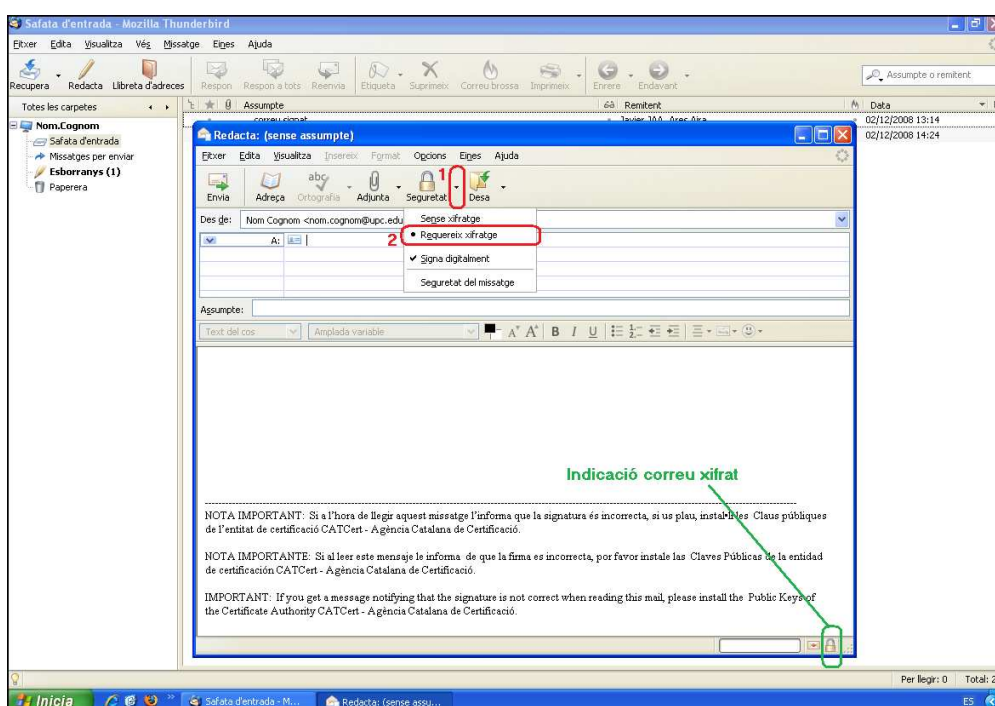 Safata d'entrada - Mozilla Thunderbird
Fitxer Edita Visualitza Vés Missatge Eines Ajuda
Recupera Redacta Llibreta d'adreces Respon Respon a tots Reenvia Etiqueta Suprimeix Correu brossa Imprimeix Enrere Endavant
Assumpte o remitent
Totes les carpetes
Assumpte Remitent Data
Nom.Cognom
Safata d'entrada
Missatges per enviar
Esborranys (1)
Paperera
correu signat
02/12/2008 13:14
02/12/2008 14:24
Redacta: (sense assumpte)
Fitxer Edita Visualitza Insereix Format Opcions Eines Ajuda
Envia Adreça Ortografia Adjunta Seguretat Desa
1
Des de: Nom Cognom <nom.cognom@upc.edu
Sense xifratge
2
Requereix xifratge
Signa digitalment
Seguretat del missatge
A:
Assumpte:
Text del cos Amplada variable
Indicació correu xifrat
NOTA IMPORTANT: Si a l'hora de llegir aquest missatge l'informa que la signatura és incorrecta, si us plau, instal•li les Claus públiques
de l'entitat de certificació CATCert - Agència Catalana de Certificació.
NOTA IMPORTANTE: Si al leer este mensaje le informa de que la firma es incorrecta, por favor instale las Claves Públicas de la entidad
de certificación CATCert - Agència Catalana de Certificació.
IMPORTANT: If you get a message notifying that the signature is not correct when reading this mail, please install the Public Keys of
the Certificate Authority CATCert - Agència Catalana de Certificació.
Per llegir: 0 Total: 2
Inicia Safata d'entrada - M... Redacta: (sense assu... ES